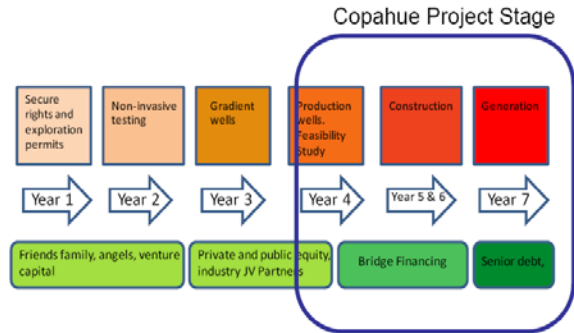 Copahue Project Stage
Secure
rights and
exploration
permits
Non-invasive
testing
Gradient
wells
Production
wells.
Feasibility
Study
Construction
Generation
Year 1
Year 2
Year 3
Year 4
Year 5 & 6
Year 7
Friends family, angels, venture
capital
Private and public equity,
industry JV Partners
Bridge Financing
Senior debt,